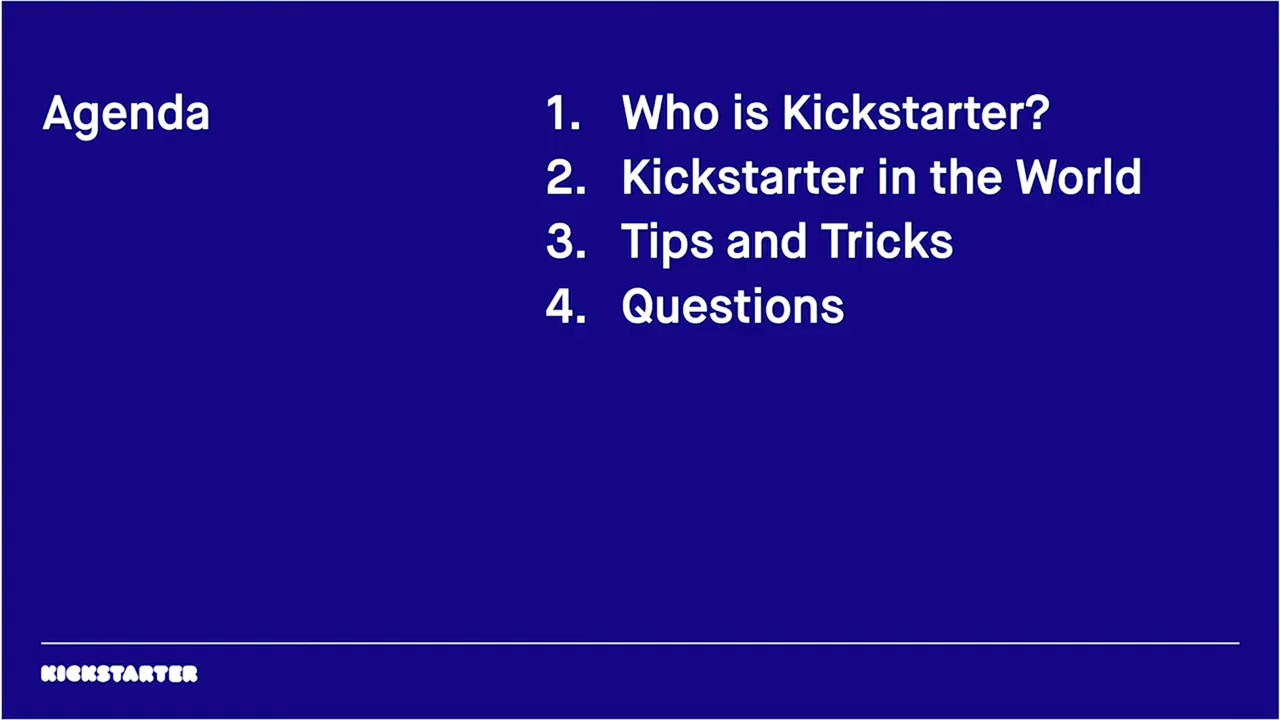 Agenda
1. Who is Kickstarter?
2. Kickstarter in the World
3. Tips and Tricks
4. Questions
KICKSTARTER